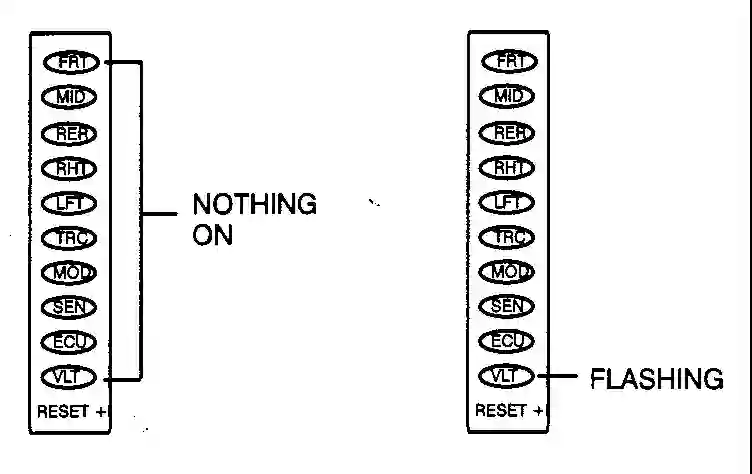 FRT
MID
RER
RHT
LFT
TRC
MOD
SEN
ECU
VLT
RESET +
NOTHING
ON
FRT
MID
RER
RHT
LFT
TRC
MOD
SEN
ECU
VLT
RESET +
FLASHING